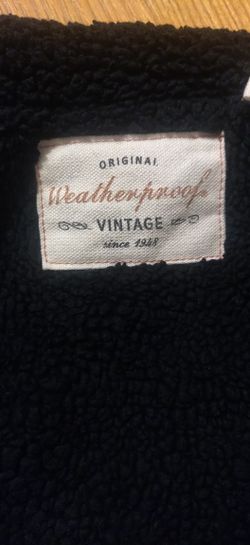 ORIGINAL
Weatherproof
VINTAGE
since 1948